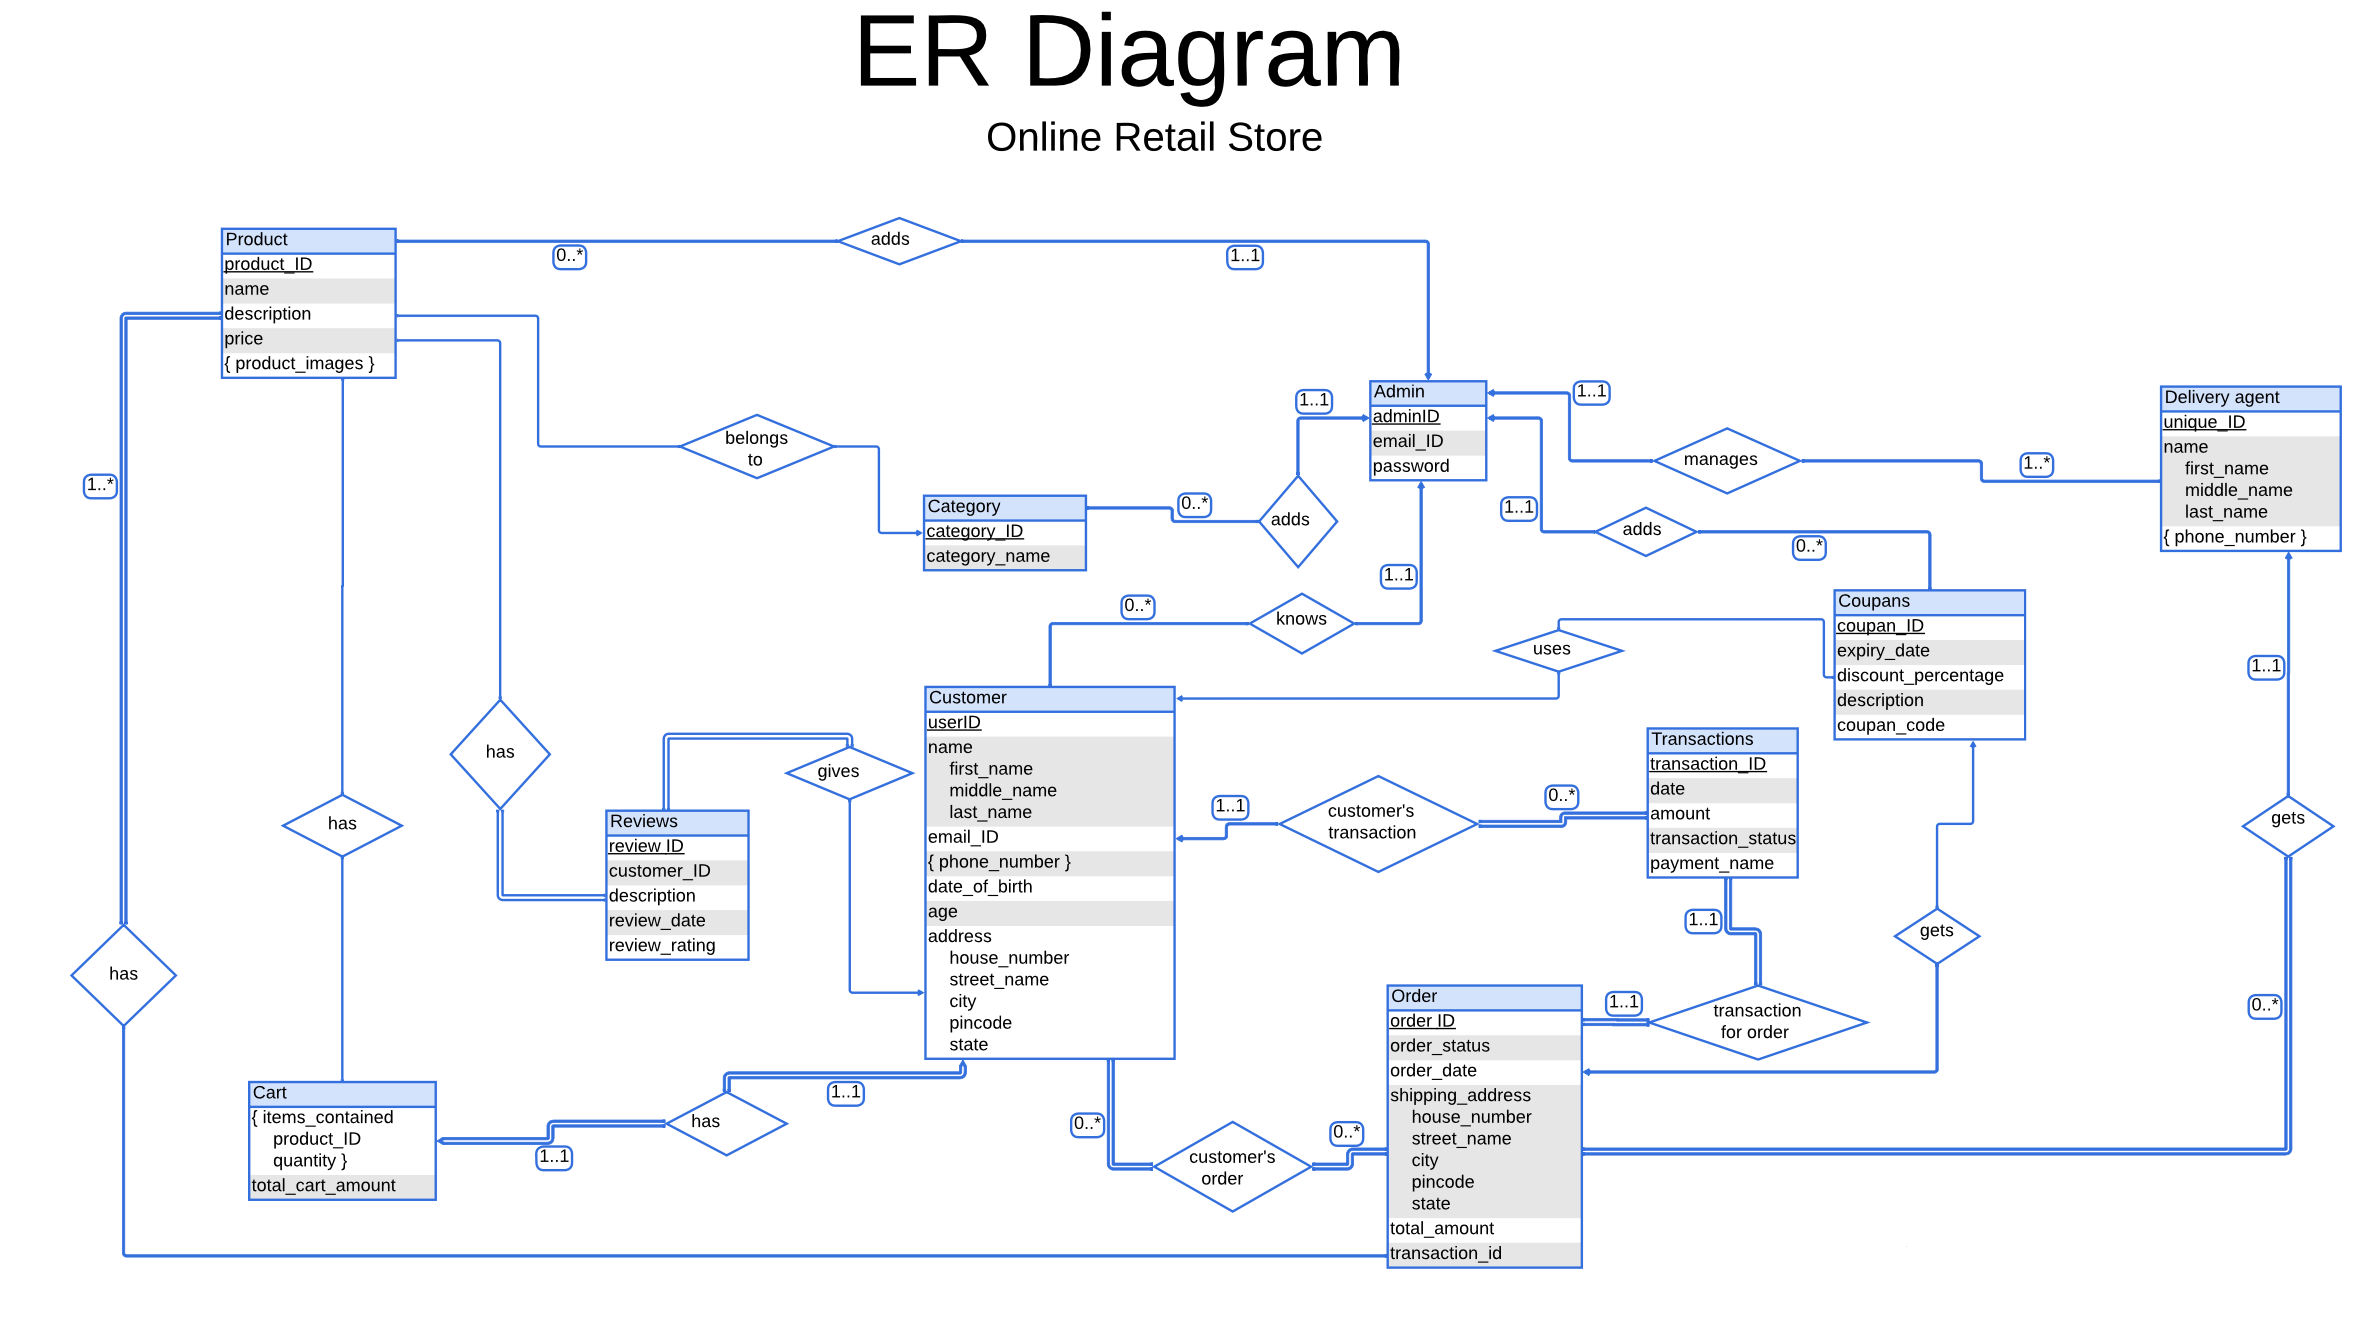 ER Diagram
Online Retail Store
Product
product_ID
name
description
price
{ product_images }
adds
0..*
1..1
belongs
to
Category
category_ID
category_name
0..*
adds
1..1
Admin
adminID
email_ID
password
1..1
manages
1..*
1..1
adds
0..*
Delivery agent
unique_ID
name
first_name
middle_name
last_name
{ phone_number }
1..*
0..*
knows
1..1
uses
Coupans
coupan_ID
expiry_date
discount_percentage
description
coupan_code
1..1
gets
0..*
has
has
has
gives
Reviews
review ID
customer_ID
description
review_date
review_rating
Customer
userID
name
first_name
middle_name
last_name
email_ID
{ phone_number }
date_of_birth
age
address
house_number
street_name
city
pincode
state
1..1
customer's
transaction
0..*
Transactions
transaction_ID
date
amount
transaction_status
payment_name
1..1
gets
1..1
transaction
for order
Cart
{ items_contained
product_ID
quantity }
total_cart_amount
1..1
has
1..1
0..*
customer's
order
0..*
Order
order ID
order_status
order_date
shipping_address
house_number
street_name
city
pincode
state
total_amount
transaction_id